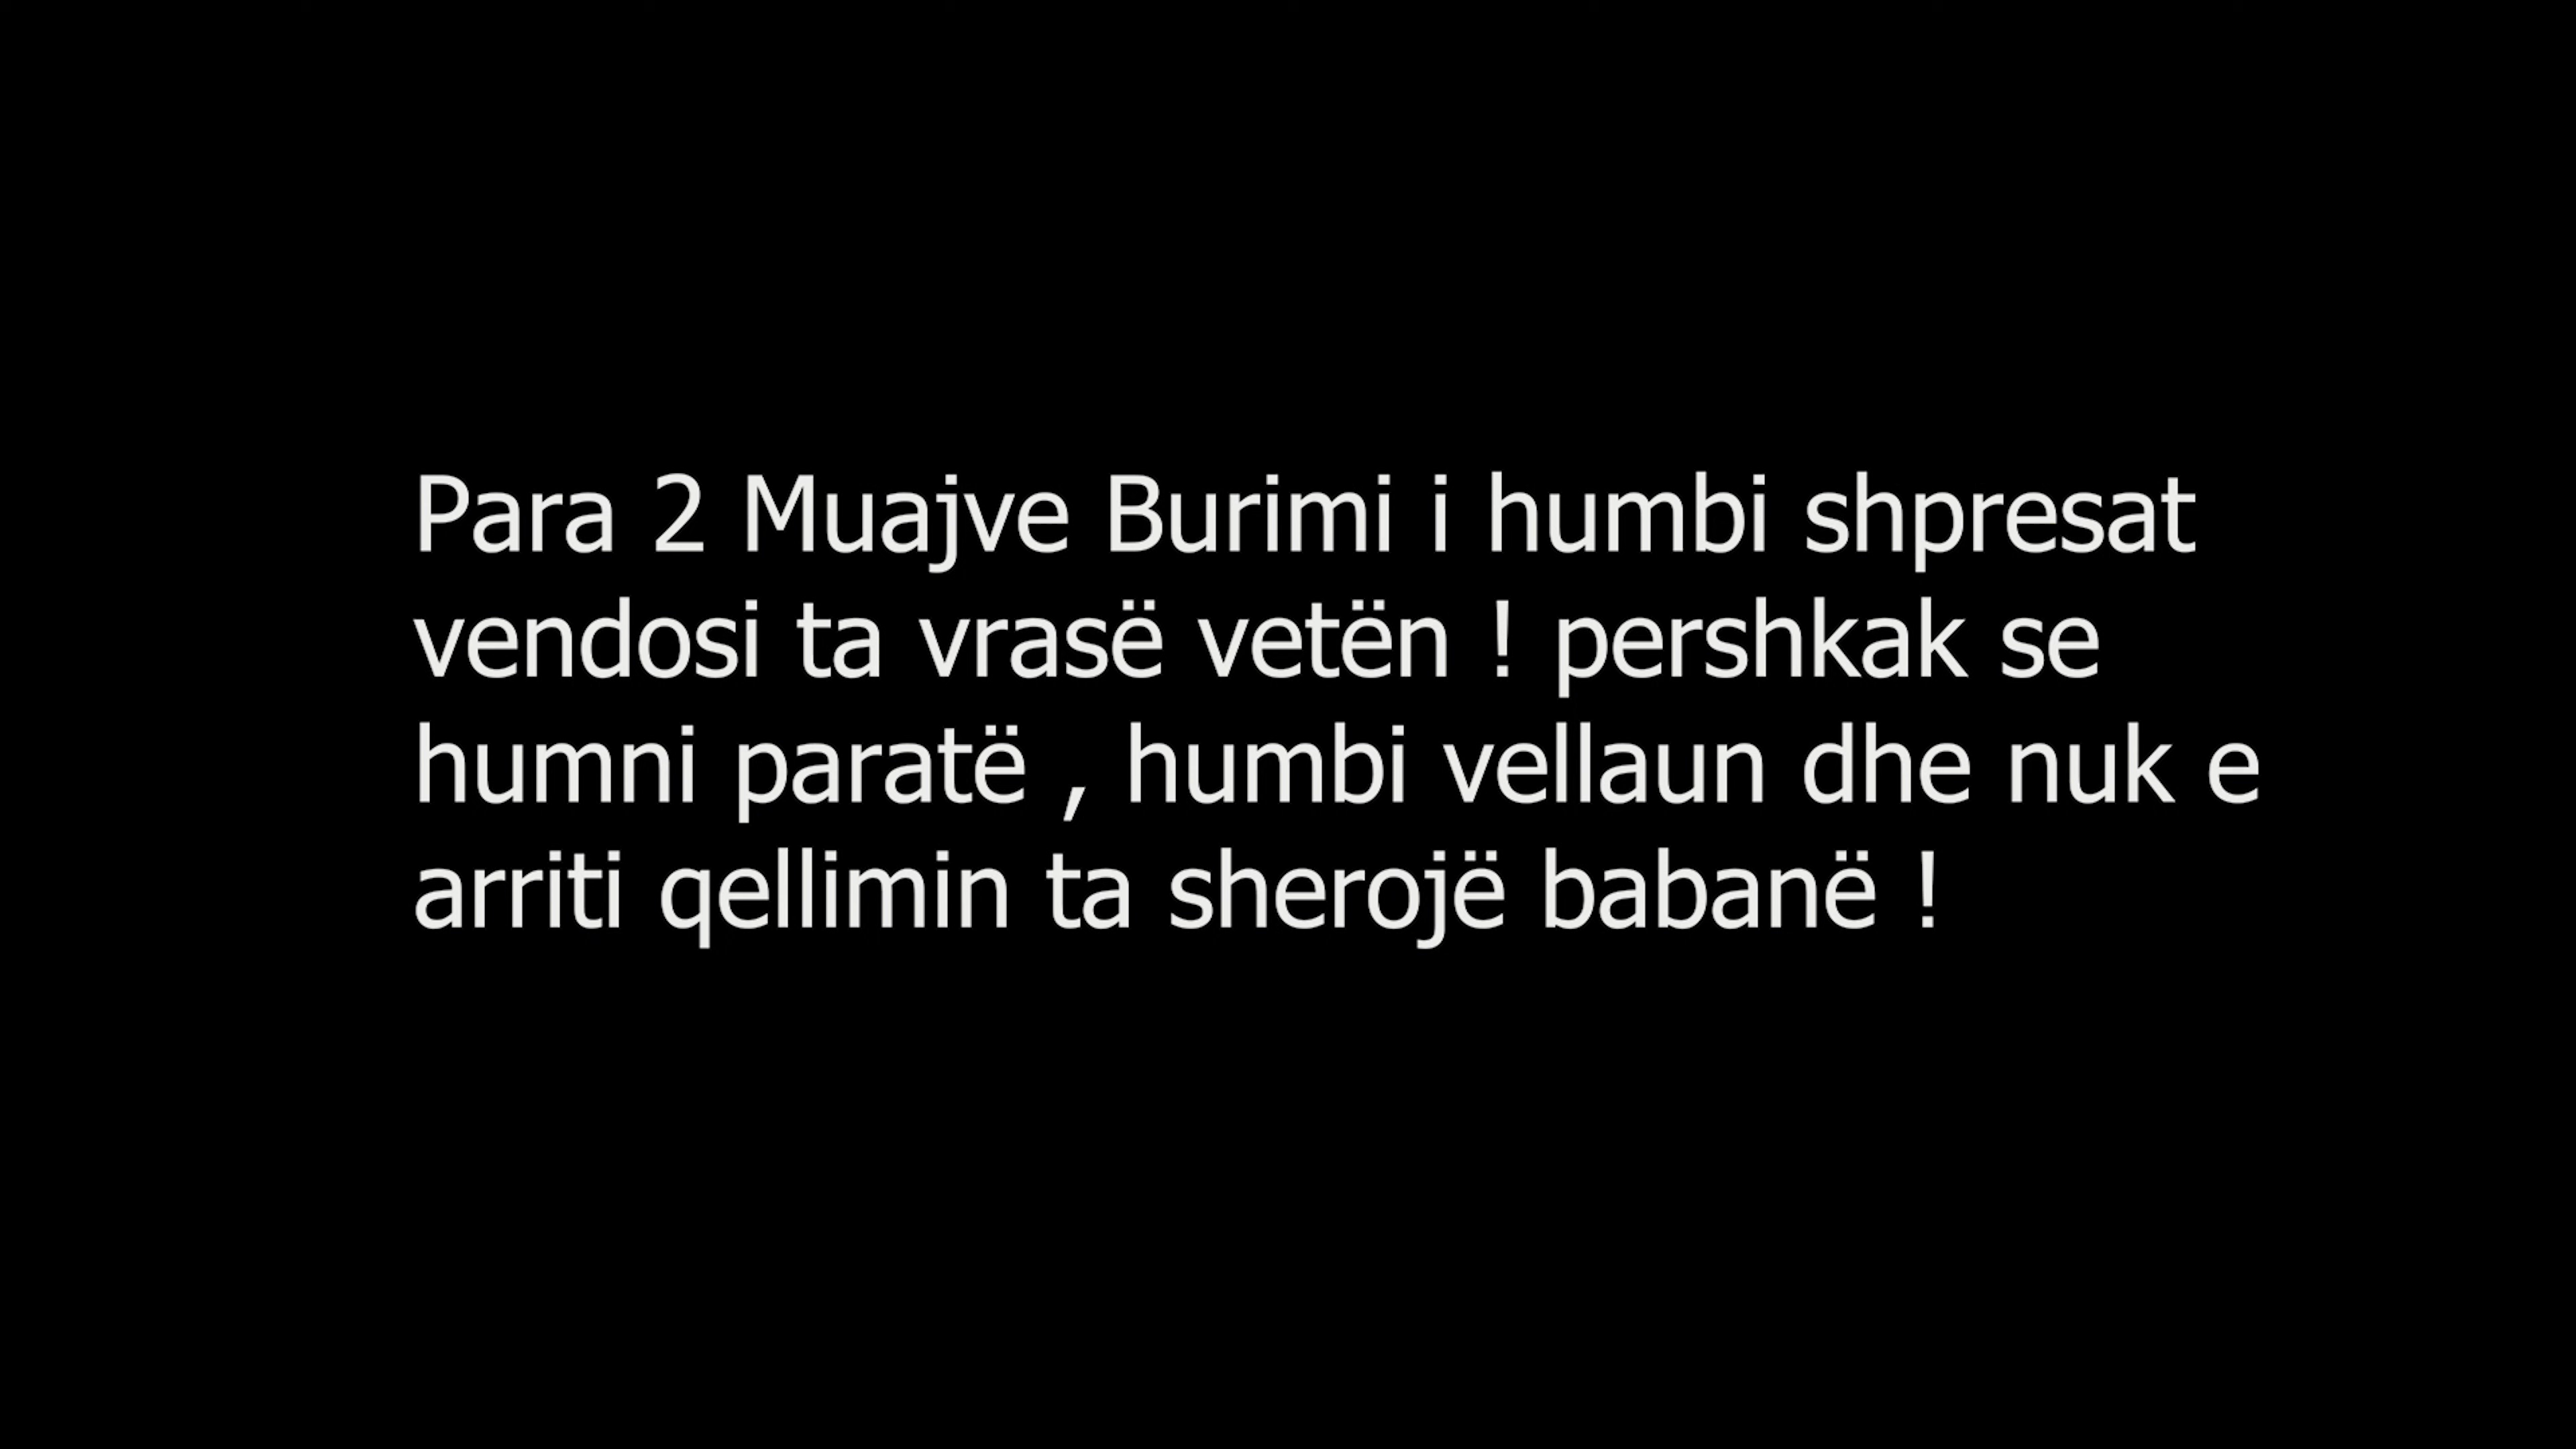 Para 2 Muajve Burimi i humbi shpresat
vendosi ta vrasë vetën ! pershkak se
humni paratë , humbi vellaun dhe nuk e
arriti qellimin ta sherojë babanë !